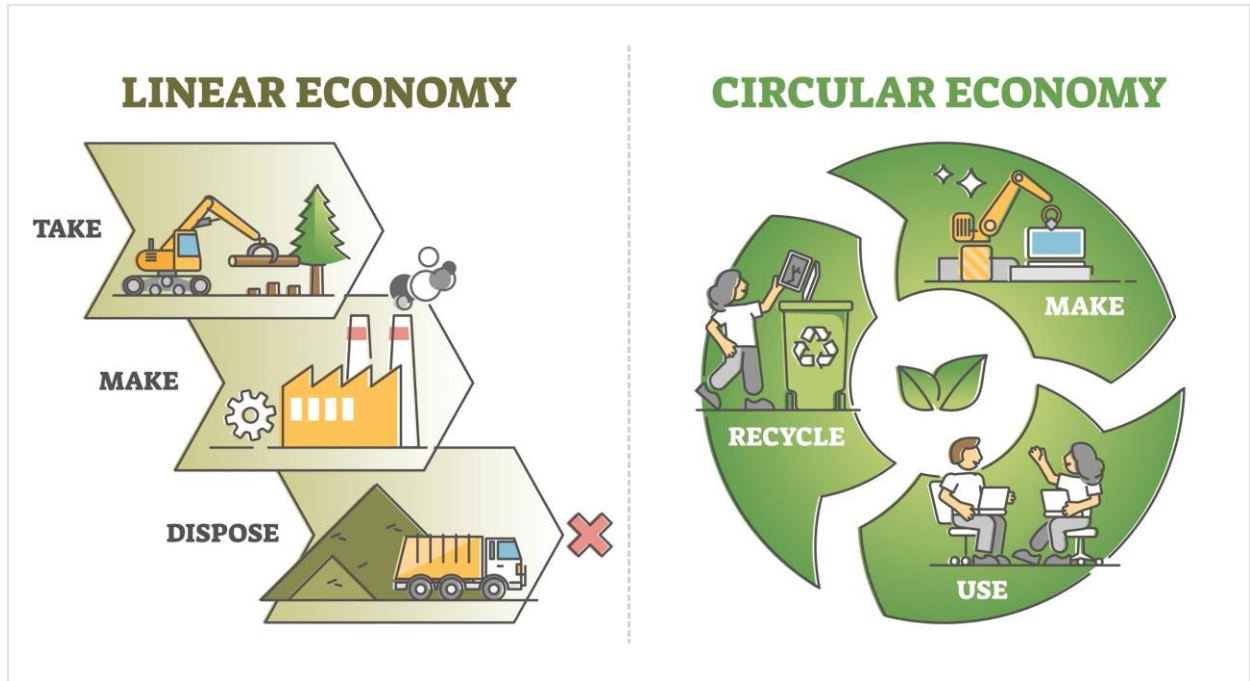 LINEAR ECONOMY
TAKE
MAKE
DISPOSE
CIRCULAR ECONOMY
MAKE
RECYCLE
USE